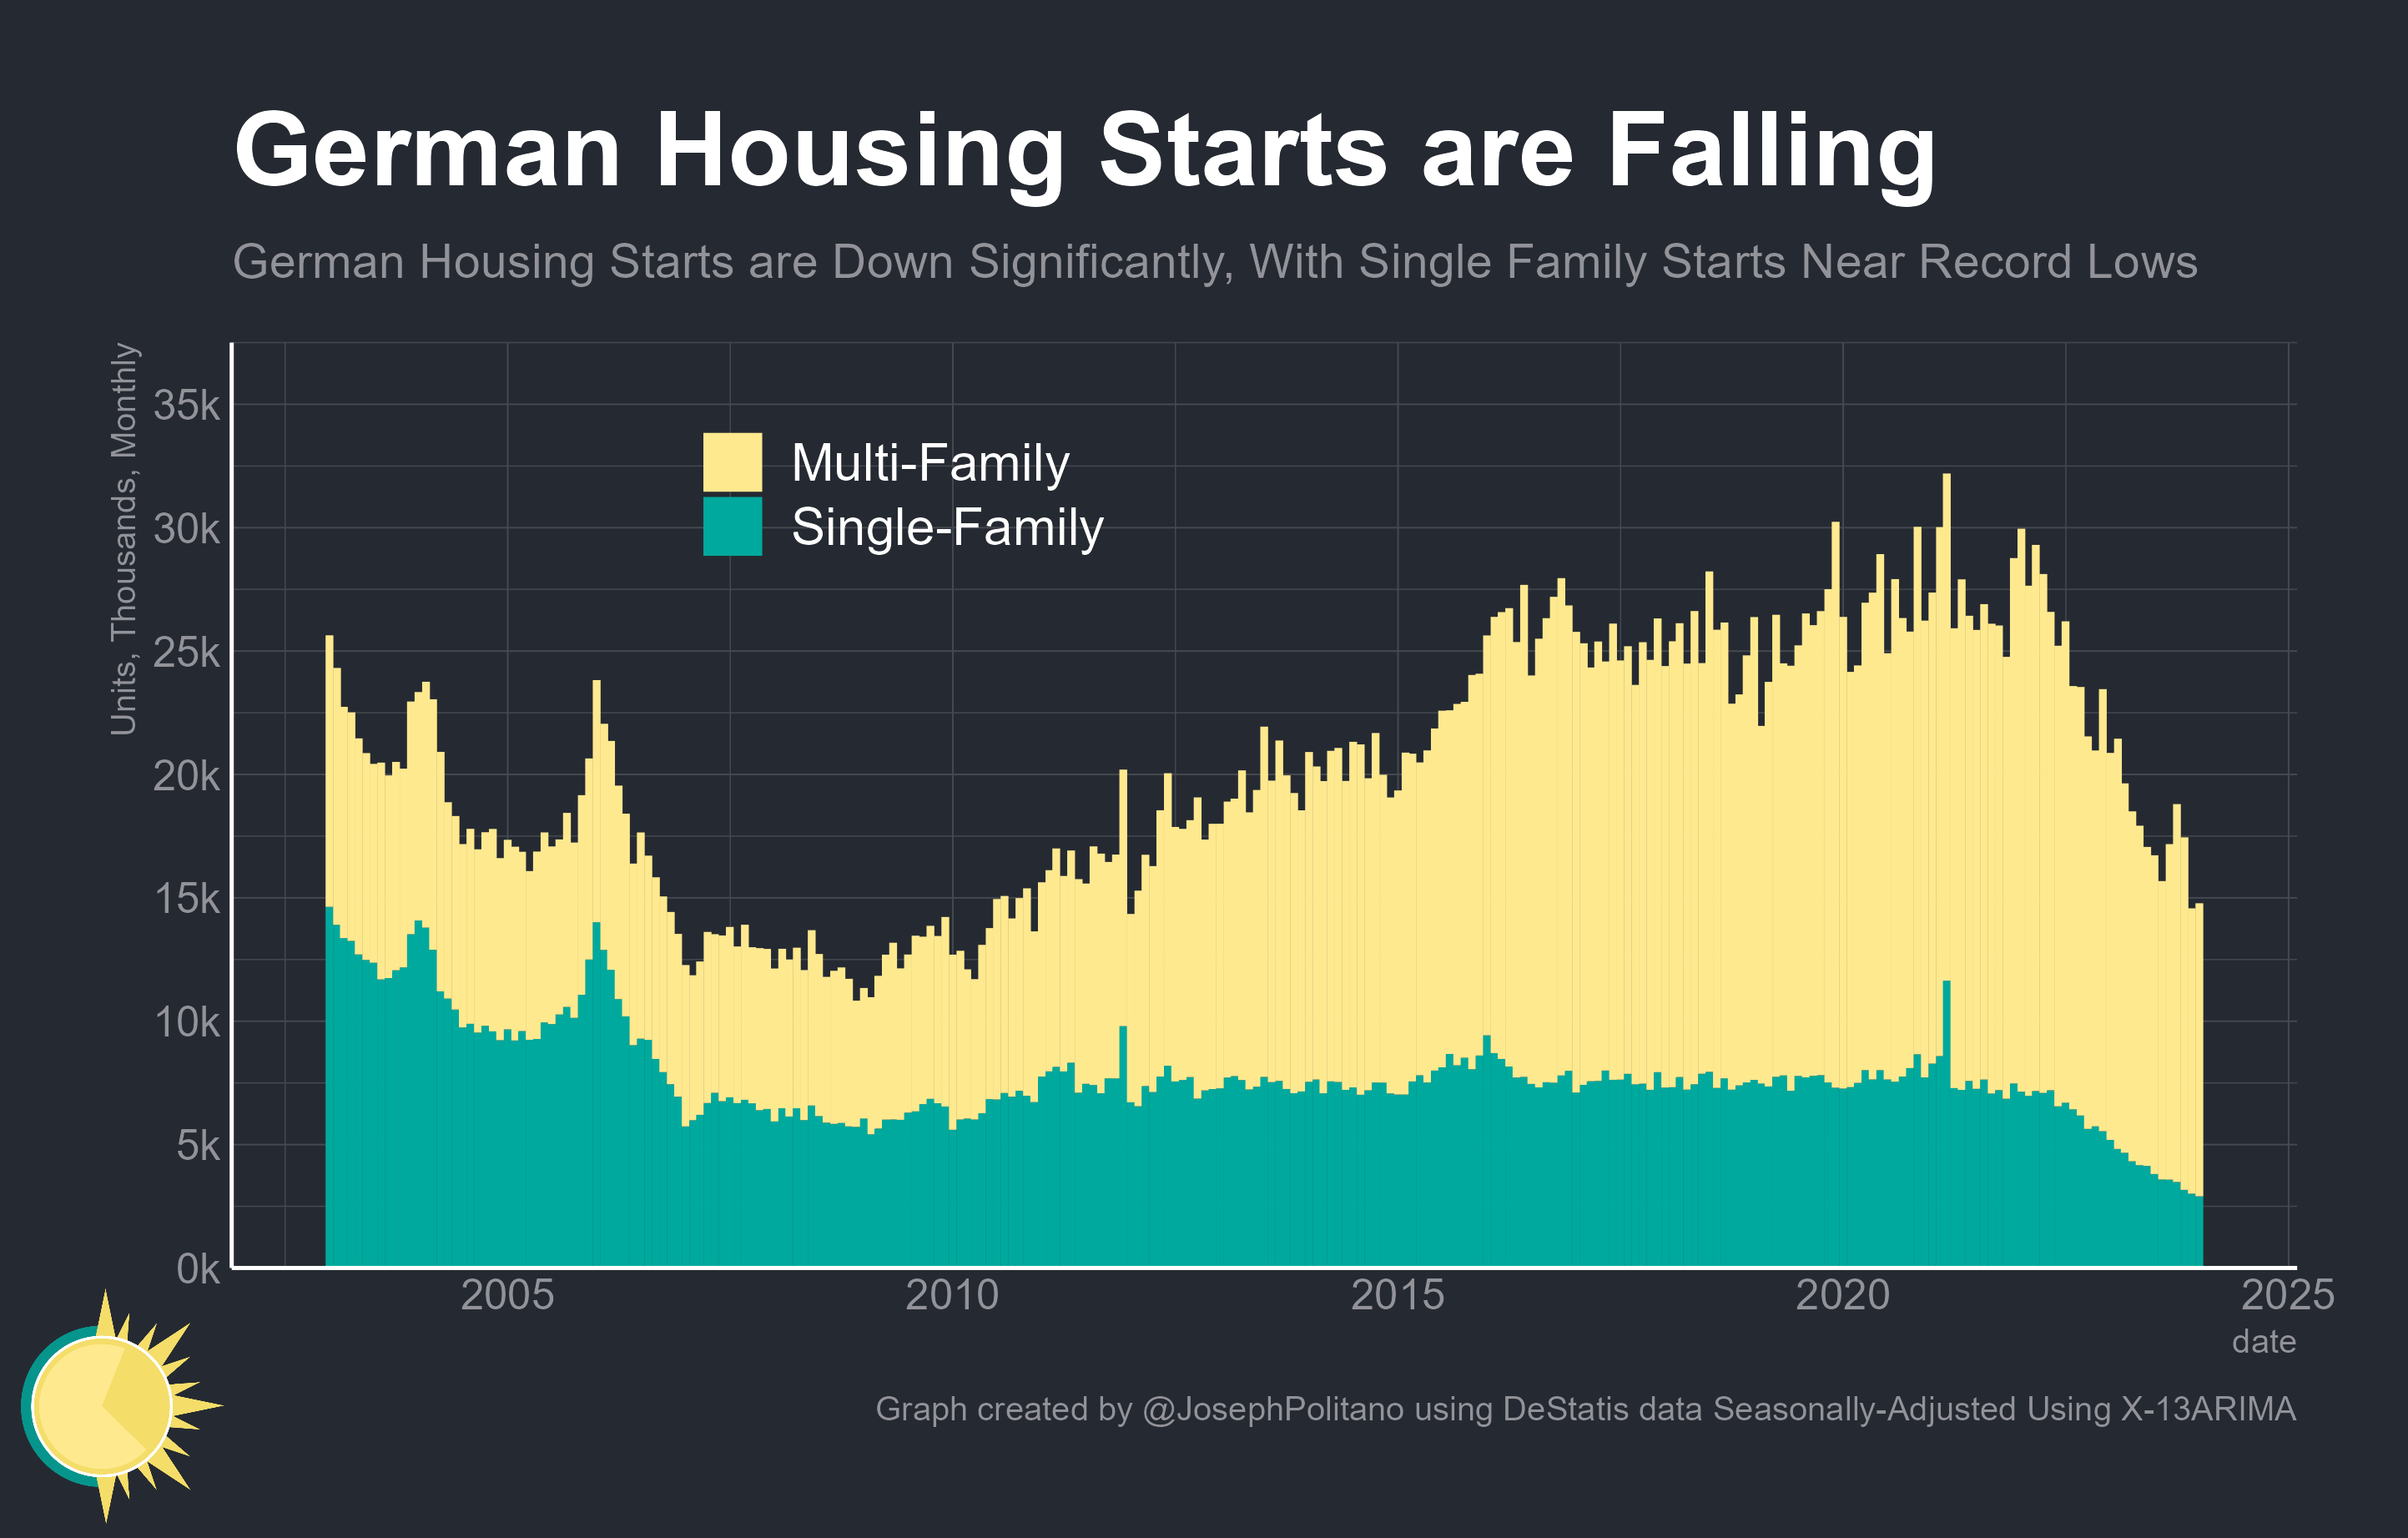 German Housing Starts are Falling
German Housing Starts are Down Significantly, With Single Family Starts Near Record Lows
Units, Thousands, Monthly
35k
30k
25k
20k
15k
10k
5k
0k
Multi-Family
Single-Family
2005
2010
2015
2020
2025
date
Graph created by @JosephPolitano using DeStatis data Seasonally-Adjusted Using X-13ARIMA